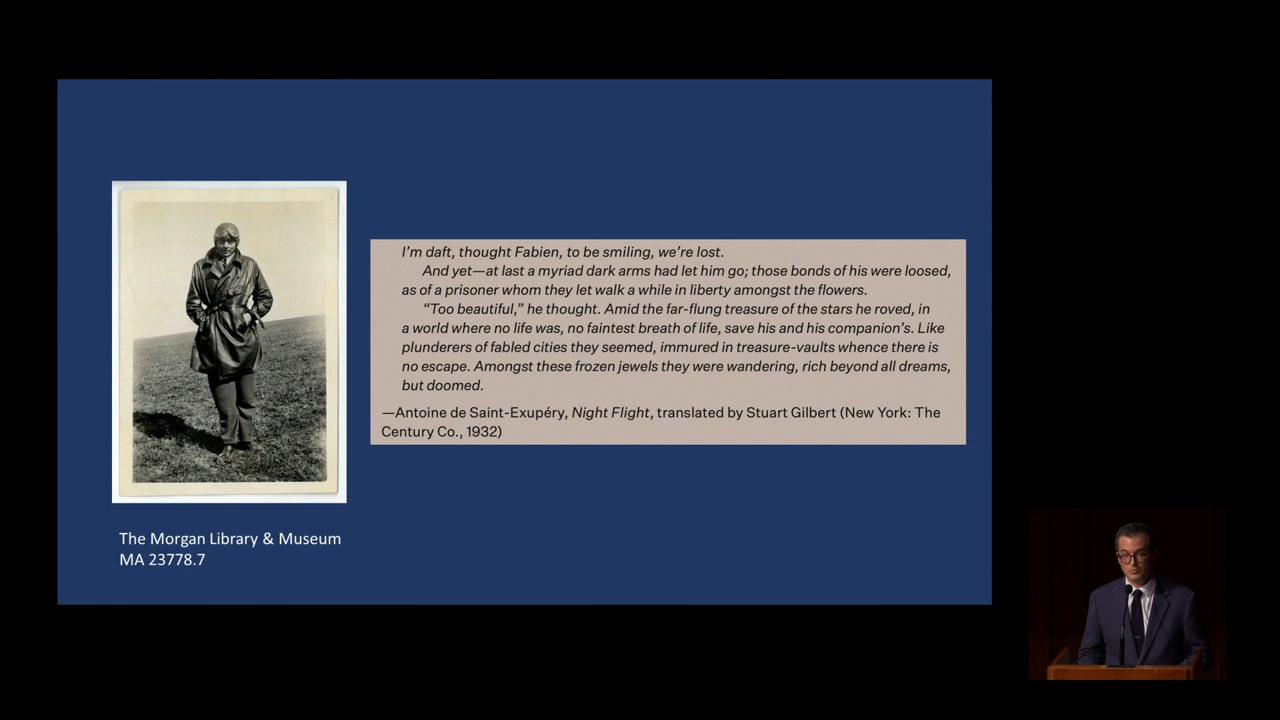 I'm daft, thought Fabien, to be smiling, we're lost.
And yet—at last a myriad dark arms had let him go; those bonds of his were loosed,
as of a prisoner whom they let walk a while in liberty amongst the flowers.
“Too beautiful,” he thought. Amid the far-flung treasure of the stars he roved, in
a world where no life was, no faintest breath of life, save his and his companion's. Like
plunderers of fabled cities they seemed, immured in treasure-vaults whence there is
no escape. Amongst these frozen jewels they were wandering, rich beyond all dreams,
but doomed.
—Antoine de Saint-Exupéry, Night Flight, translated by Stuart Gilbert (New York: The
Century Co., 1932)
The Morgan Library & Museum
MA 23778.7